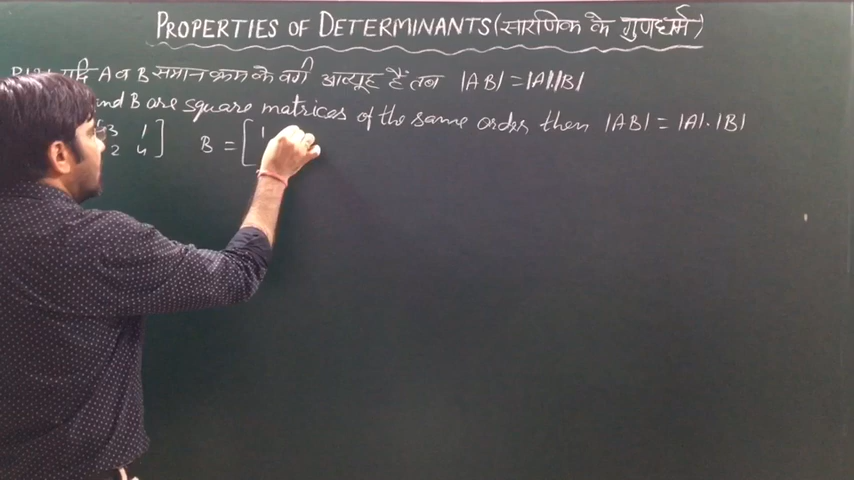 PROPERTIES OF DETERMINANTS (सारणिक के गुणधर्म)
A व B समान क्रम के वर्ग आव्यूह हैं तब |AB| = |A|.|B|
and B are square matrices of the same order then |AB| = |A|.|B|
3 1 B = [ 1
2 4 ]